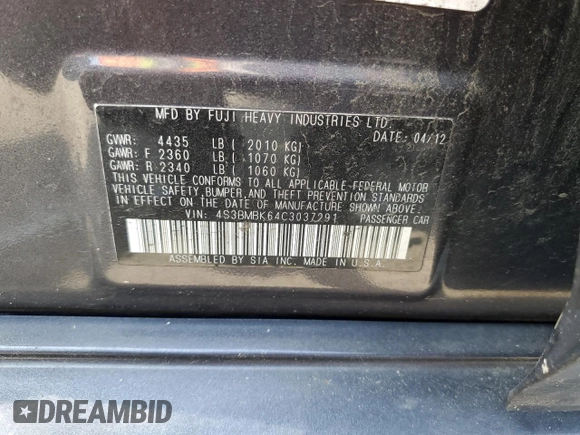 MFD BY FUJI HEAVY INDUSTRIES LTD.
DATE: 04/12
GVWR: 4435 LB ( 2010 KG)
GAWR: F 2360 LB ( 1070 KG)
GAWR: R 2340 LB ( 1060 KG)
THIS VEHICLE CONFORMS TO ALL APPLICABLE FEDERAL MOTOR
VEHICLE SAFETY, BUMPER, AND THEFT PREVENTION STANDARDS
IN EFFECT ON THE DATE OF MANUFACTURE SHOWN ABOVE.
VIN: 4S3BMBK64C3037291 PASSENGER CAR
ASSEMBLED BY SIA INC. MADE IN U.S.A.
DREAMBID